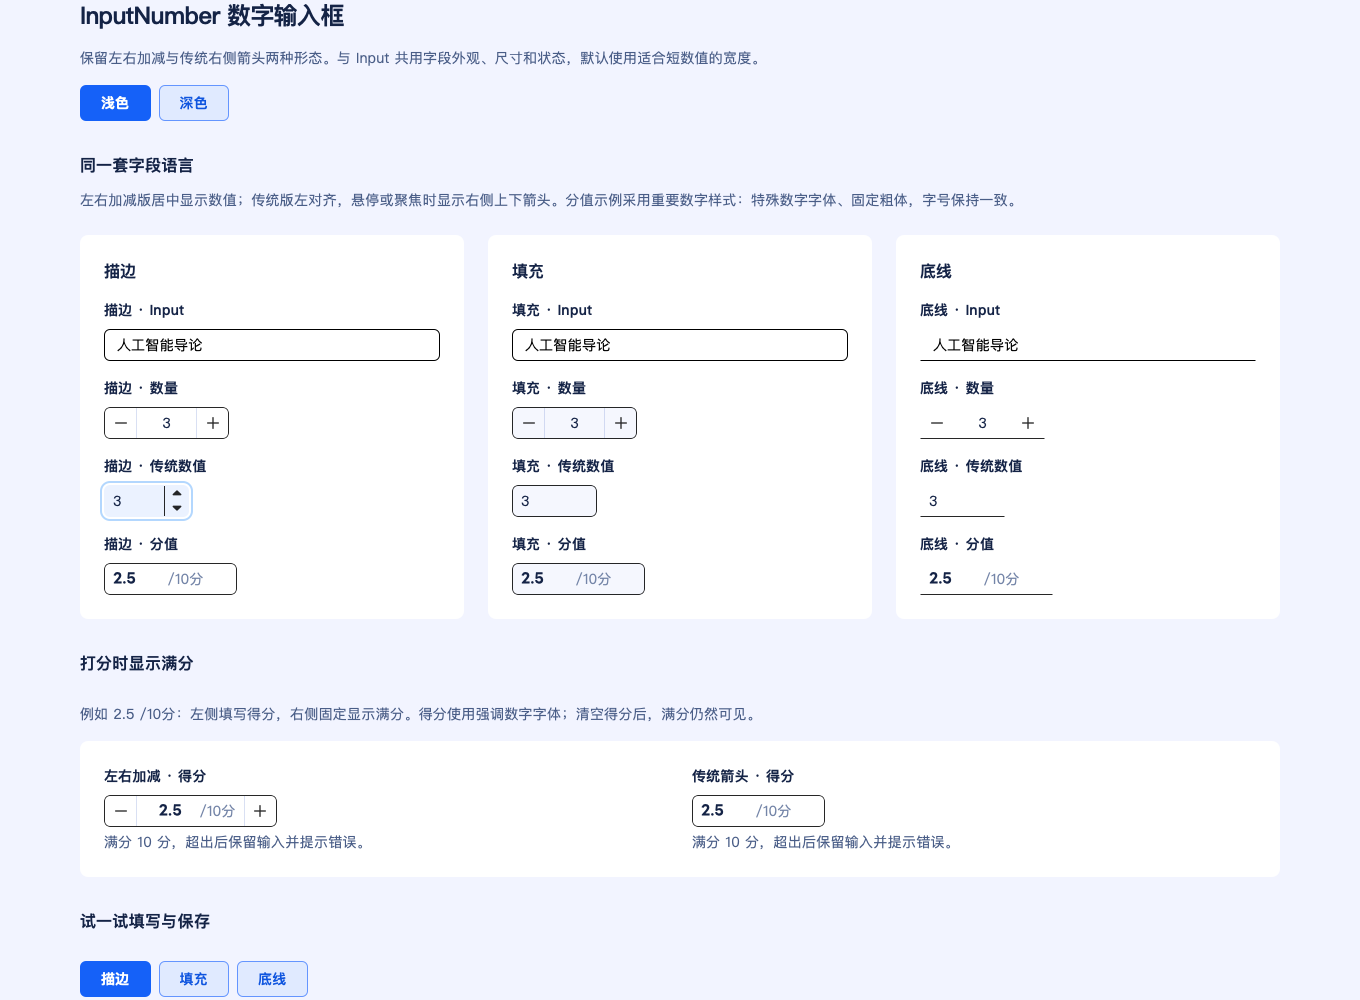 InputNumber 数字输入框
保留左右加减与传统右侧箭头两种形态。与 Input 共用字段外观、尺寸和状态，默认使用适合短数值的宽度。
浅色 深色
同一套字段语言
左右加减版居中显示数值；传统版左对齐，悬停或聚焦时显示右侧上下箭头。分值示例采用重要数字样式：特殊数字字体、固定粗体，字号保持一致。
描边
描边 · Input
人工智能导论
描边 · 数量
3
描边 · 传统数值
3
描边 · 分值
2.5 /10分
填充
填充 · Input
人工智能导论
填充 · 数量
3
填充 · 传统数值
3
填充 · 分值
2.5 /10分
底线
底线 · Input
人工智能导论
底线 · 数量
3
底线 · 传统数值
3
底线 · 分值
2.5 /10分
打分时显示满分
例如 2.5 /10分：左侧填写得分，右侧固定显示满分。得分使用强调数字字体；清空得分后，满分仍然可见。
左右加减 · 得分
2.5 /10分
满分 10 分，超出后保留输入并提示错误。
传统箭头 · 得分
2.5 /10分
满分 10 分，超出后保留输入并提示错误。
试一试填写与保存
描边 填充 底线